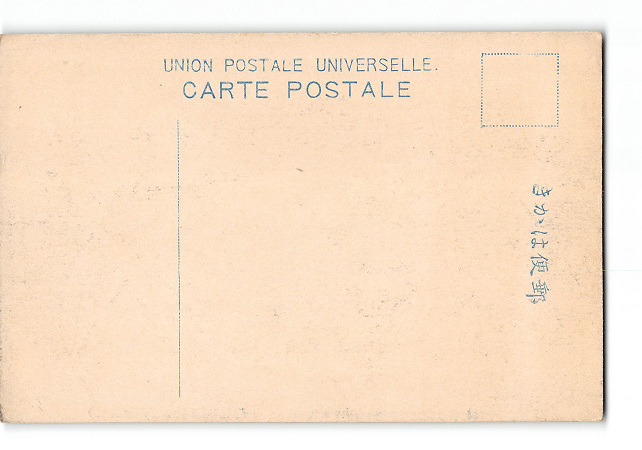 UNION POSTALE UNIVERSELLE.
CARTE POSTALE
きかは便郵